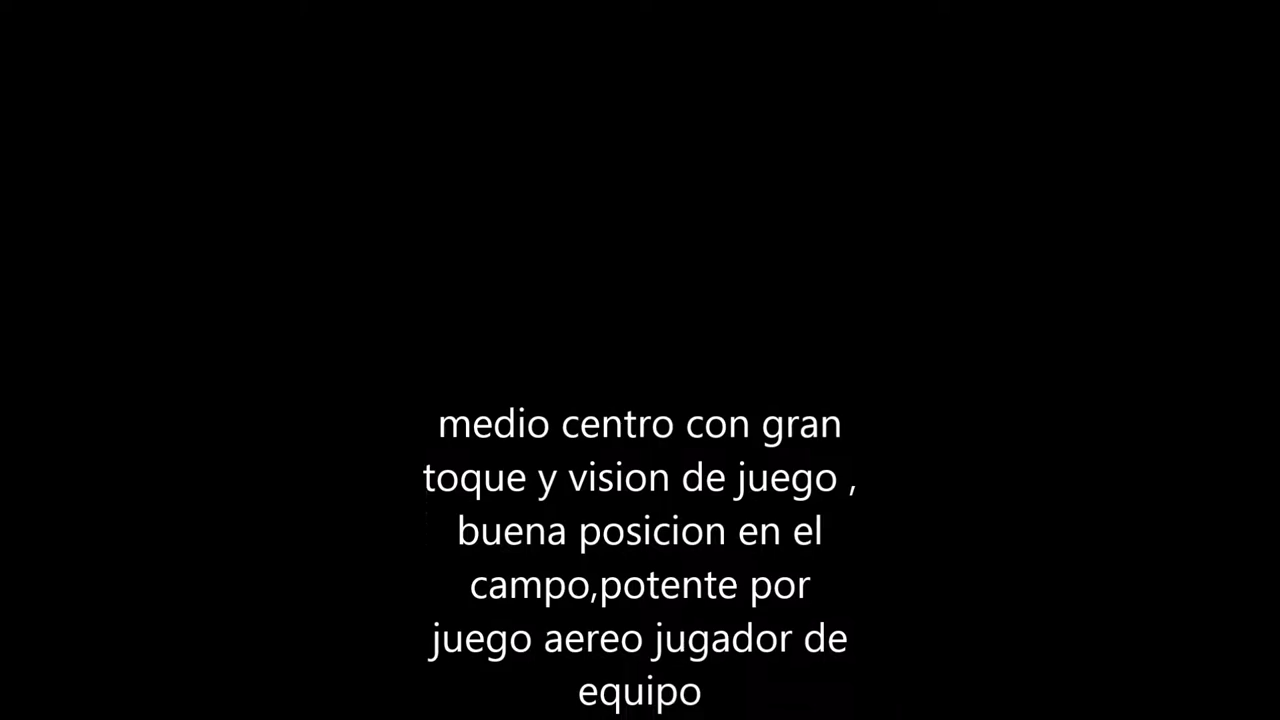 medio centro con gran
toque y vision de juego ,
buena posicion en el
campo,potente por
juego aereo jugador de
equipo